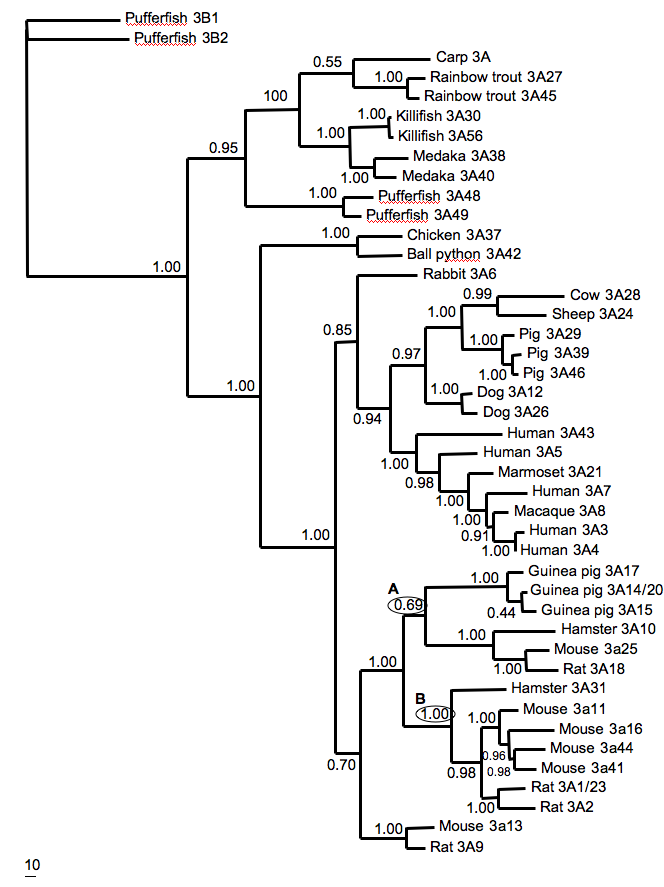 Pufferfish 3B1
Pufferfish 3B2
Carp 3A
0.55
1.00
Rainbow trout 3A27
Rainbow trout 3A45
100
1.00
Killifish 3A30
1.00
Killifish 3A56
0.95
Medaka 3A38
1.00
Medaka 3A40
1.00
Pufferfish 3A48
Pufferfish 3A49
1.00
Chicken 3A37
Ball python 3A42
1.00
Rabbit 3A6
0.99
Cow 3A28
1.00
Sheep 3A24
0.85
1.00
Pig 3A29
0.97
Pig 3A39
1.00
Pig 3A46
1.00
1.00
Dog 3A12
Dog 3A26
0.94
Human 3A43
1.00
Human 3A5
0.98
Marmoset 3A21
1.00
Human 3A7
1.00
Macaque 3A8
0.91
Human 3A3
1.00
1.00
Human 3A4
1.00
Guinea pig 3A17
A
Guinea pig 3A14/20
0.69
0.44
Guinea pig 3A15
1.00
Hamster 3A10
Mouse 3a25
1.00
1.00
Rat 3A18
B
Hamster 3A31
1.00
1.00
Mouse 3a11
Mouse 3a16
0.96
Mouse 3a44
0.70
0.98
0.98
Mouse 3a41
Rat 3A1/23
1.00
Rat 3A2
1.00
Mouse 3a13
Rat 3A9
10